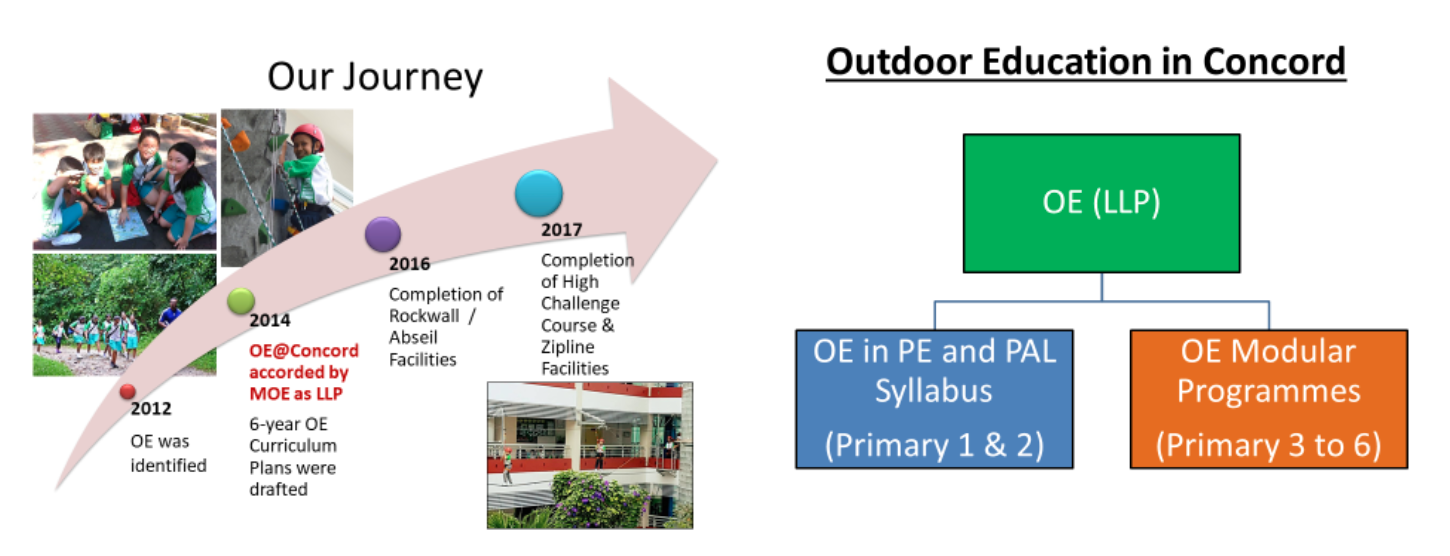 Our Journey
2012
OE was
identified
2014
OE@Concord
accorded by
MOE as LLP
6-year OE
Curriculum
Plans were
drafted
2016
Completion of
Rockwall /
Abseil
Facilities
2017
Completion
of High
Challenge
Course &
Zipline
Facilities
Outdoor Education in Concord
OE (LLP)
OE in PE and PAL
Syllabus
(Primary 1 & 2)
OE Modular
Programmes
(Primary 3 to 6)